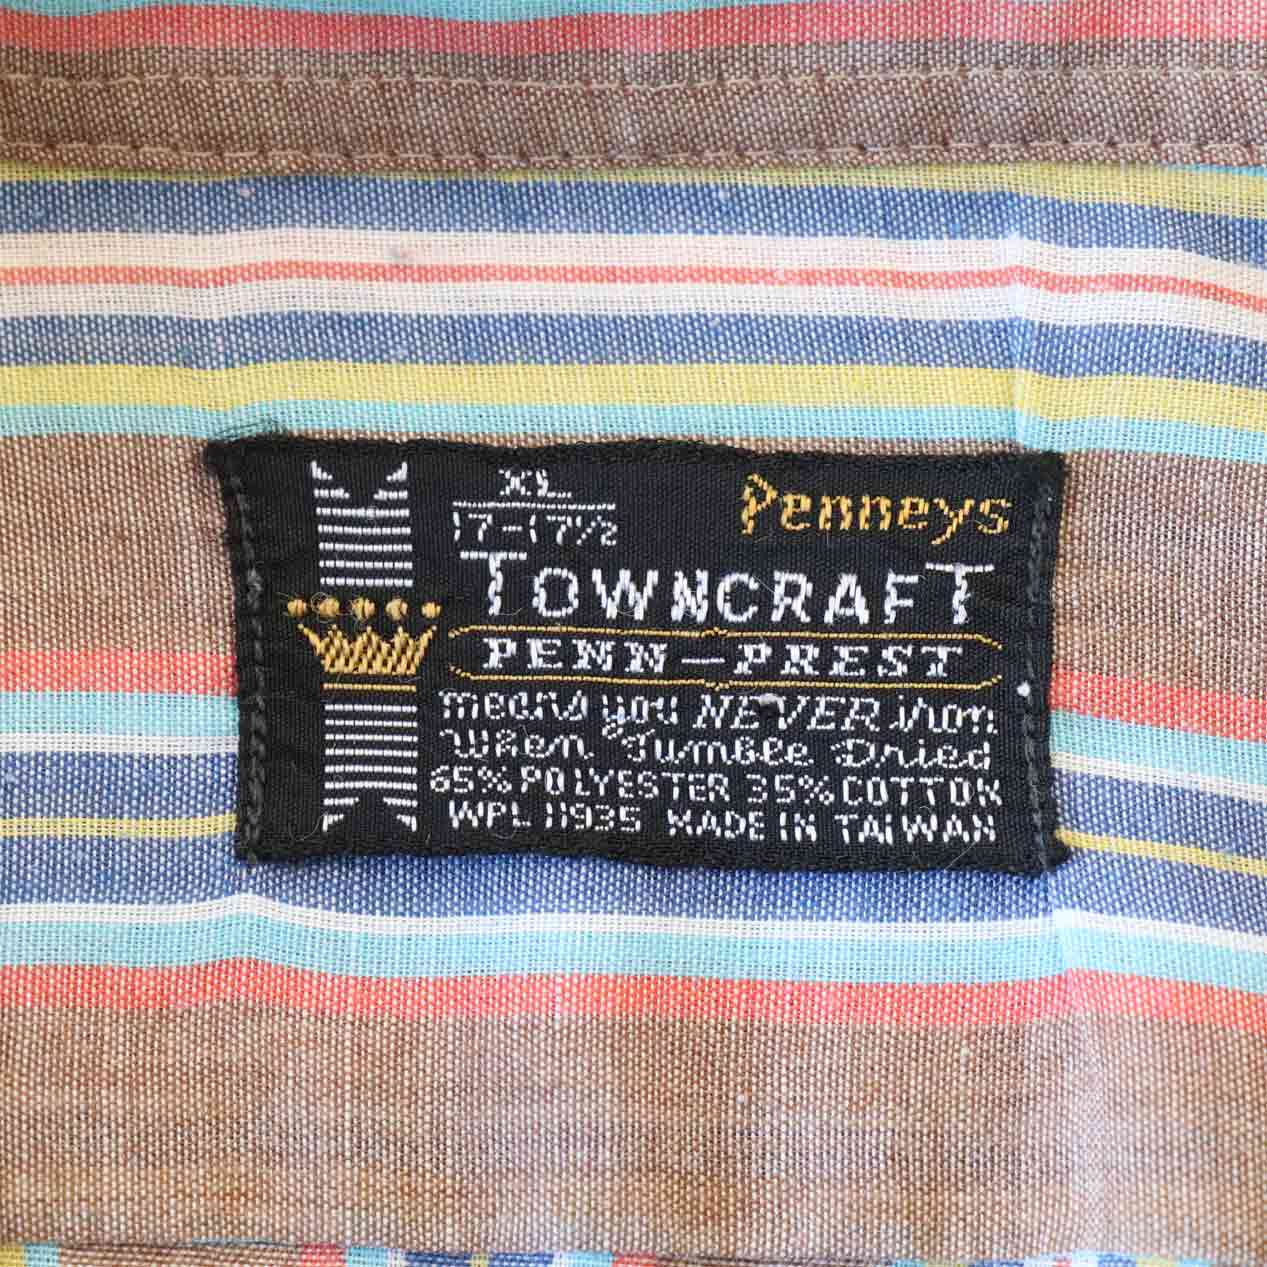 XL
17-17½
Penneys
TOWNCRAFT
PENN-PREST
means you NEVER iron
When Tumble Dried
65% POLYESTER 35% COTTON
WPL 11935 MADE IN TAIWAN